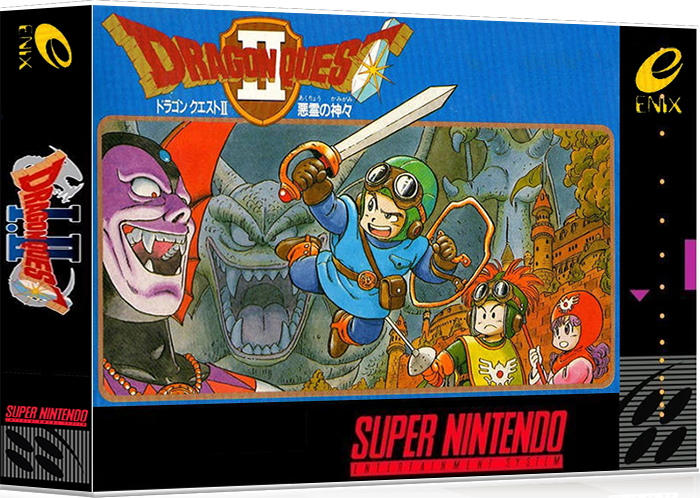 ENIX
DRAGON QUEST
I・II
SUPER NINTENDO
ENTERTAINMENT SYSTEM
DRAGON QUEST
II
ドラゴン クエストII
あくりょう かみがみ
悪霊の神々
SUPER NINTENDO
ENTERTAINMENT SYSTEM
ENIX